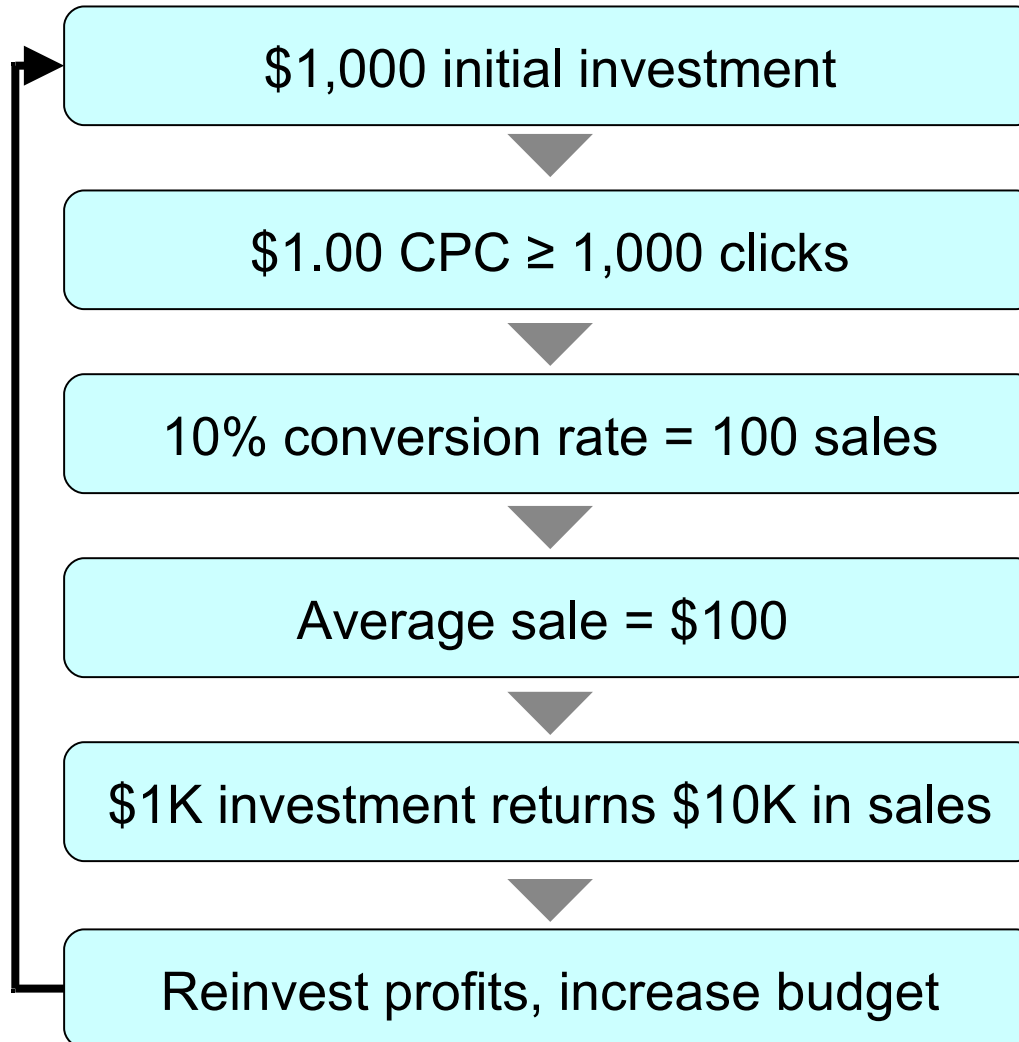 $1,000 initial investment
$1.00 CPC ≥ 1,000 clicks
10% conversion rate = 100 sales
Average sale = $100
$1K investment returns $10K in sales
Reinvest profits, increase budget